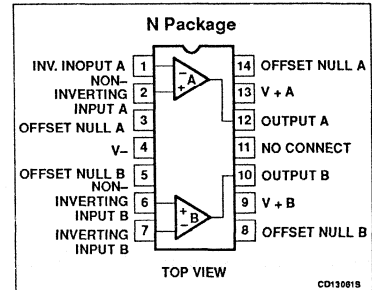 N Package
INV. INOPUT A 1
NON-
INVERTING 2
INPUT A
OFFSET NULL A 3
V- 4
OFFSET NULL B 5
NON-
INVERTING 6
INPUT B
INVERTING 7
INPUT B
14 OFFSET NULL A
13 V + A
12 OUTPUT A
11 NO CONNECT
10 OUTPUT B
9 V + B
8 OFFSET NULL B
- A
+
+ B
-
TOP VIEW
CD13061S